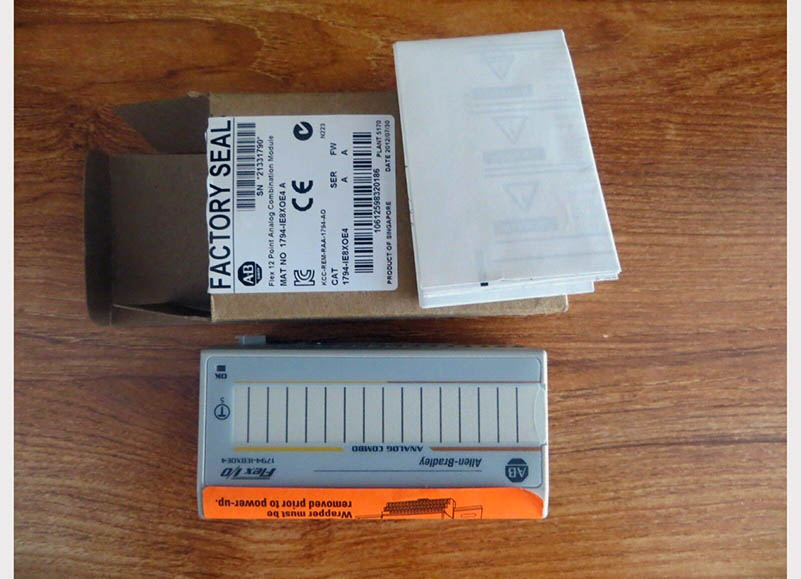 FACTORY SEAL
SN *21331790*
AB
Flex 12 Point Analog Combination Module
MAT NO 1794-IE8XOE4 A
CE
N223
KC
KCC-REM-RAA-1794-AO
CAT SER FW
1794-IE8XOE4 A A
10612598320186 PLANT 5170
PRODUCT OF SINGAPORE DATE 2012/07/30
Wrapper must be
removed prior to power-up.
AB
Allen-Bradley
Flex I/O
1794-IE8XOE4
ANALOG COMBO
5
OK